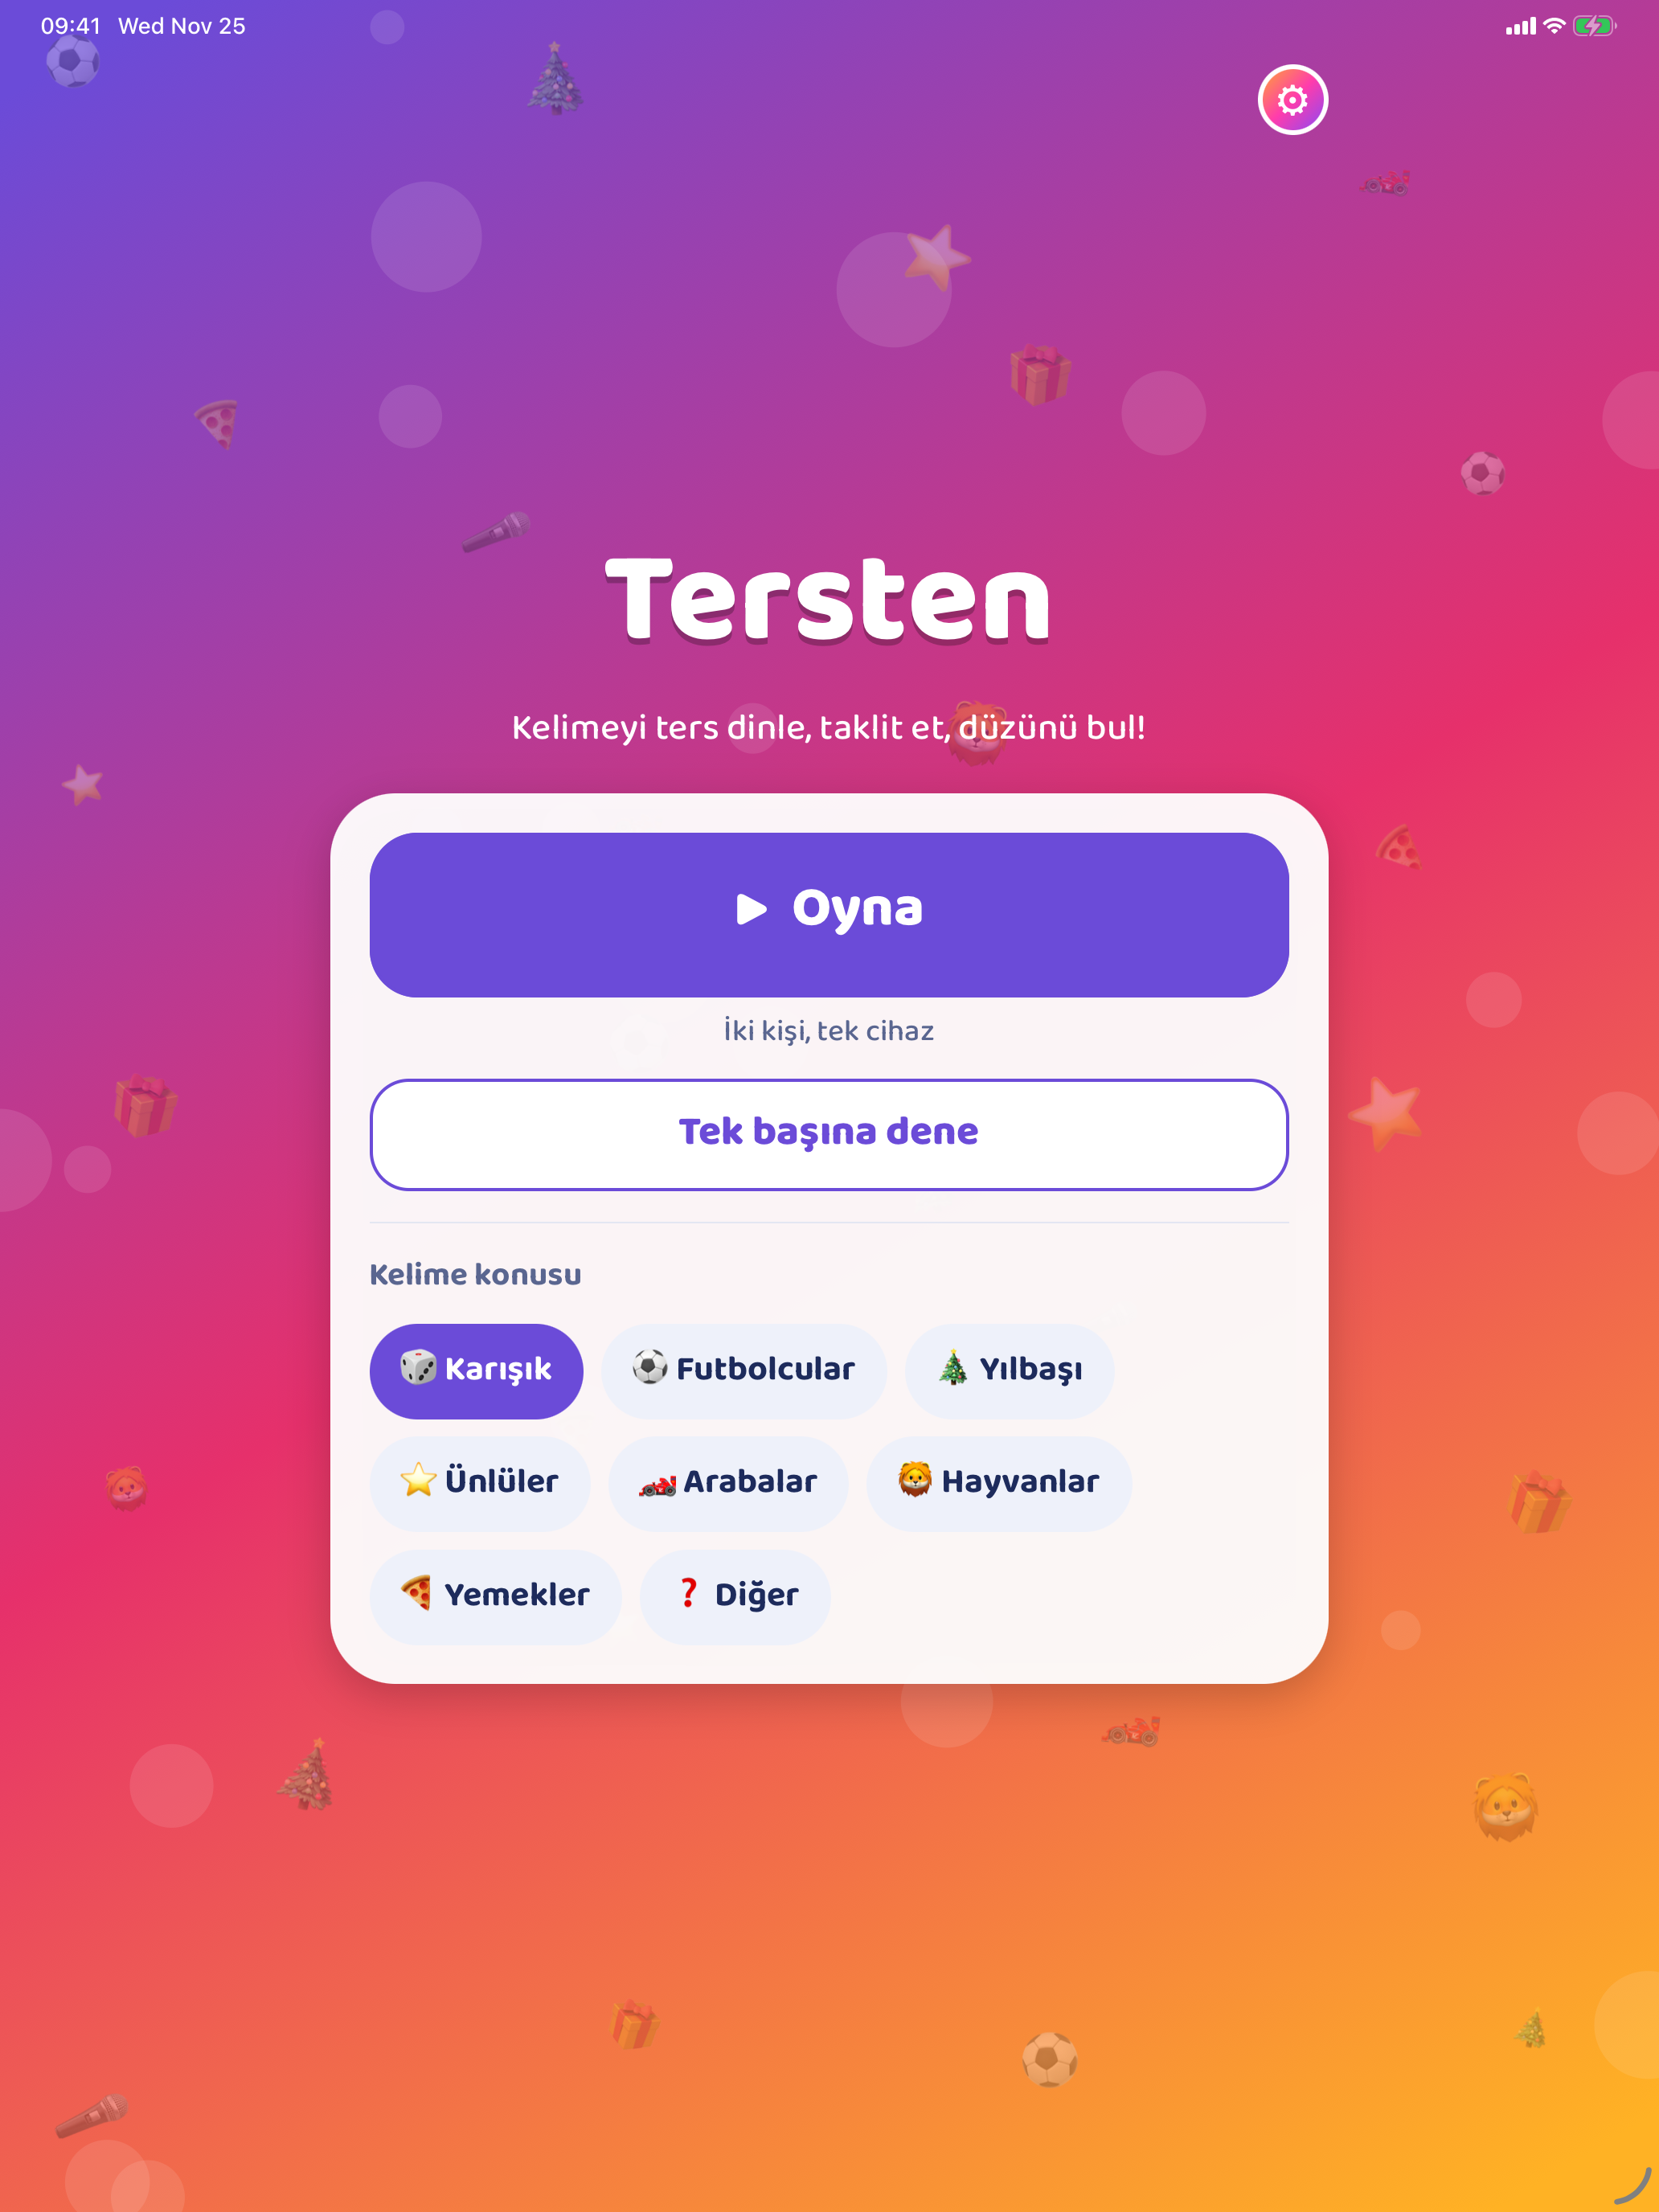 09:41 Wed Nov 25
Tersten
Kelimeyi ters dinle, taklit et, düzünü bul!
Oyna
İki kişi, tek cihaz
Tek başına dene
Kelime konusu
Karışık Futbolcular Yılbaşı
Ünlüler Arabalar Hayvanlar
Yemekler Diğer